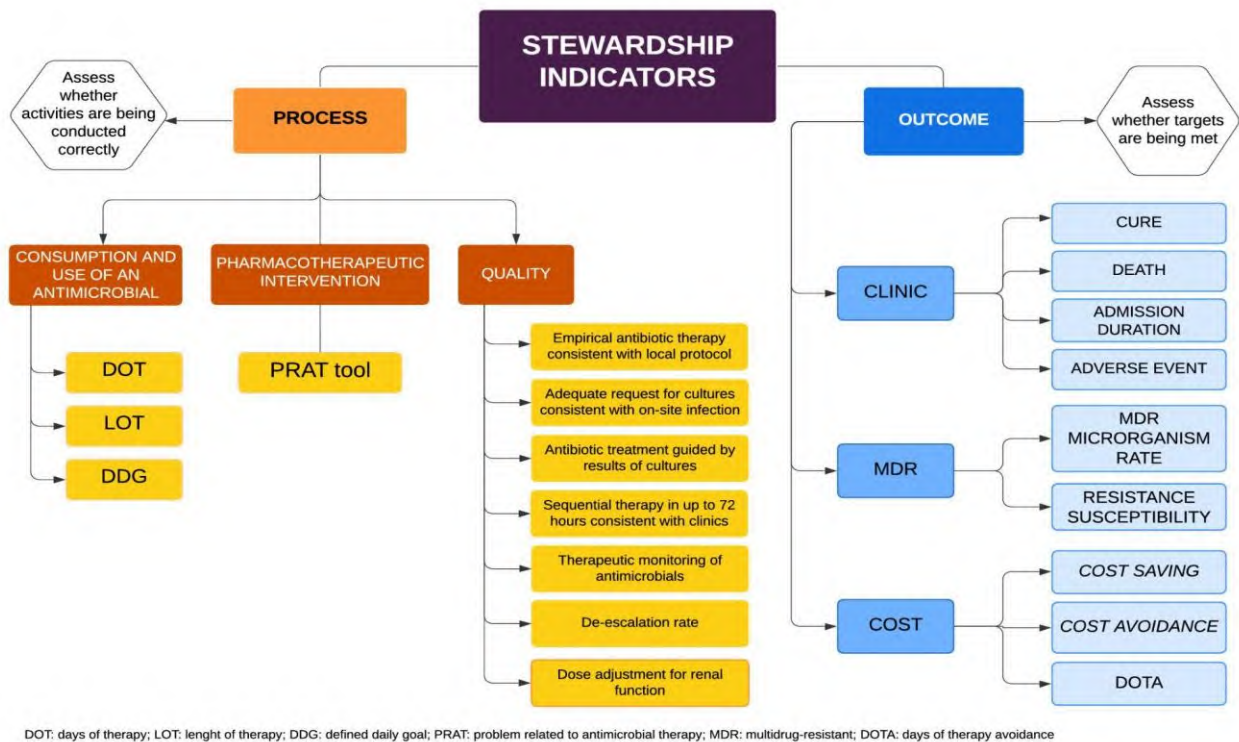 STEWARDSHIP
INDICATORS
Assess
whether
activities are being
conducted
correctly
PROCESS
OUTCOME
Assess
whether targets
are being met
CONSUMPTION AND
USE OF AN
ANTIMICROBIAL
DOT
LOT
DDG
PHARMACOTHERAPEUTIC
INTERVENTION
PRAT tool
QUALITY
Empirical antibiotic therapy
consistent with local protocol
Adequate request for cultures
consistent with on-site infection
Antibiotic treatment guided by
results of cultures
Sequential therapy in up to 72
hours consistent with clinics
Therapeutic monitoring of
antimicrobials
De-escalation rate
Dose adjustment for renal
function
CLINIC
CURE
DEATH
ADMISSION
DURATION
ADVERSE EVENT
MDR
MDR
MICRORGANISM
RATE
RESISTANCE
SUSCEPTIBILITY
COST
COST SAVING
COST AVOIDANCE
DOTA
DOT: days of therapy; LOT: lenght of therapy; DDG: defined daily goal; PRAT: problem related to antimicrobial therapy; MDR: multidrug-resistant; DOTA: days of therapy avoidance